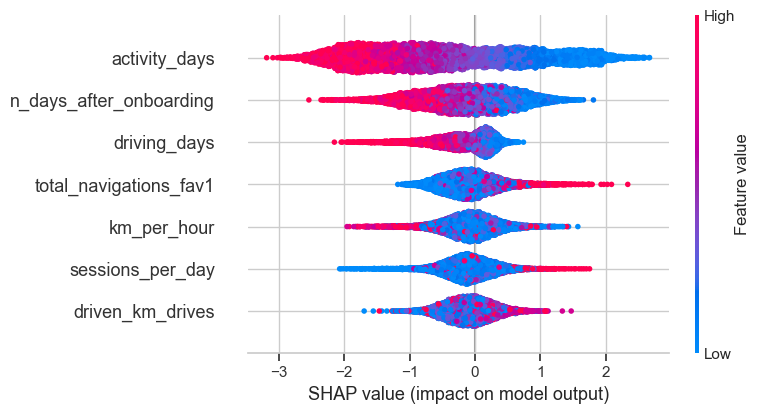 High
activity_days
n_days_after_onboarding
driving_days
total_navigations_fav1
km_per_hour
sessions_per_day
driven_km_drives
Feature value
Low
−3 −2 −1 0 1 2
SHAP value (impact on model output)